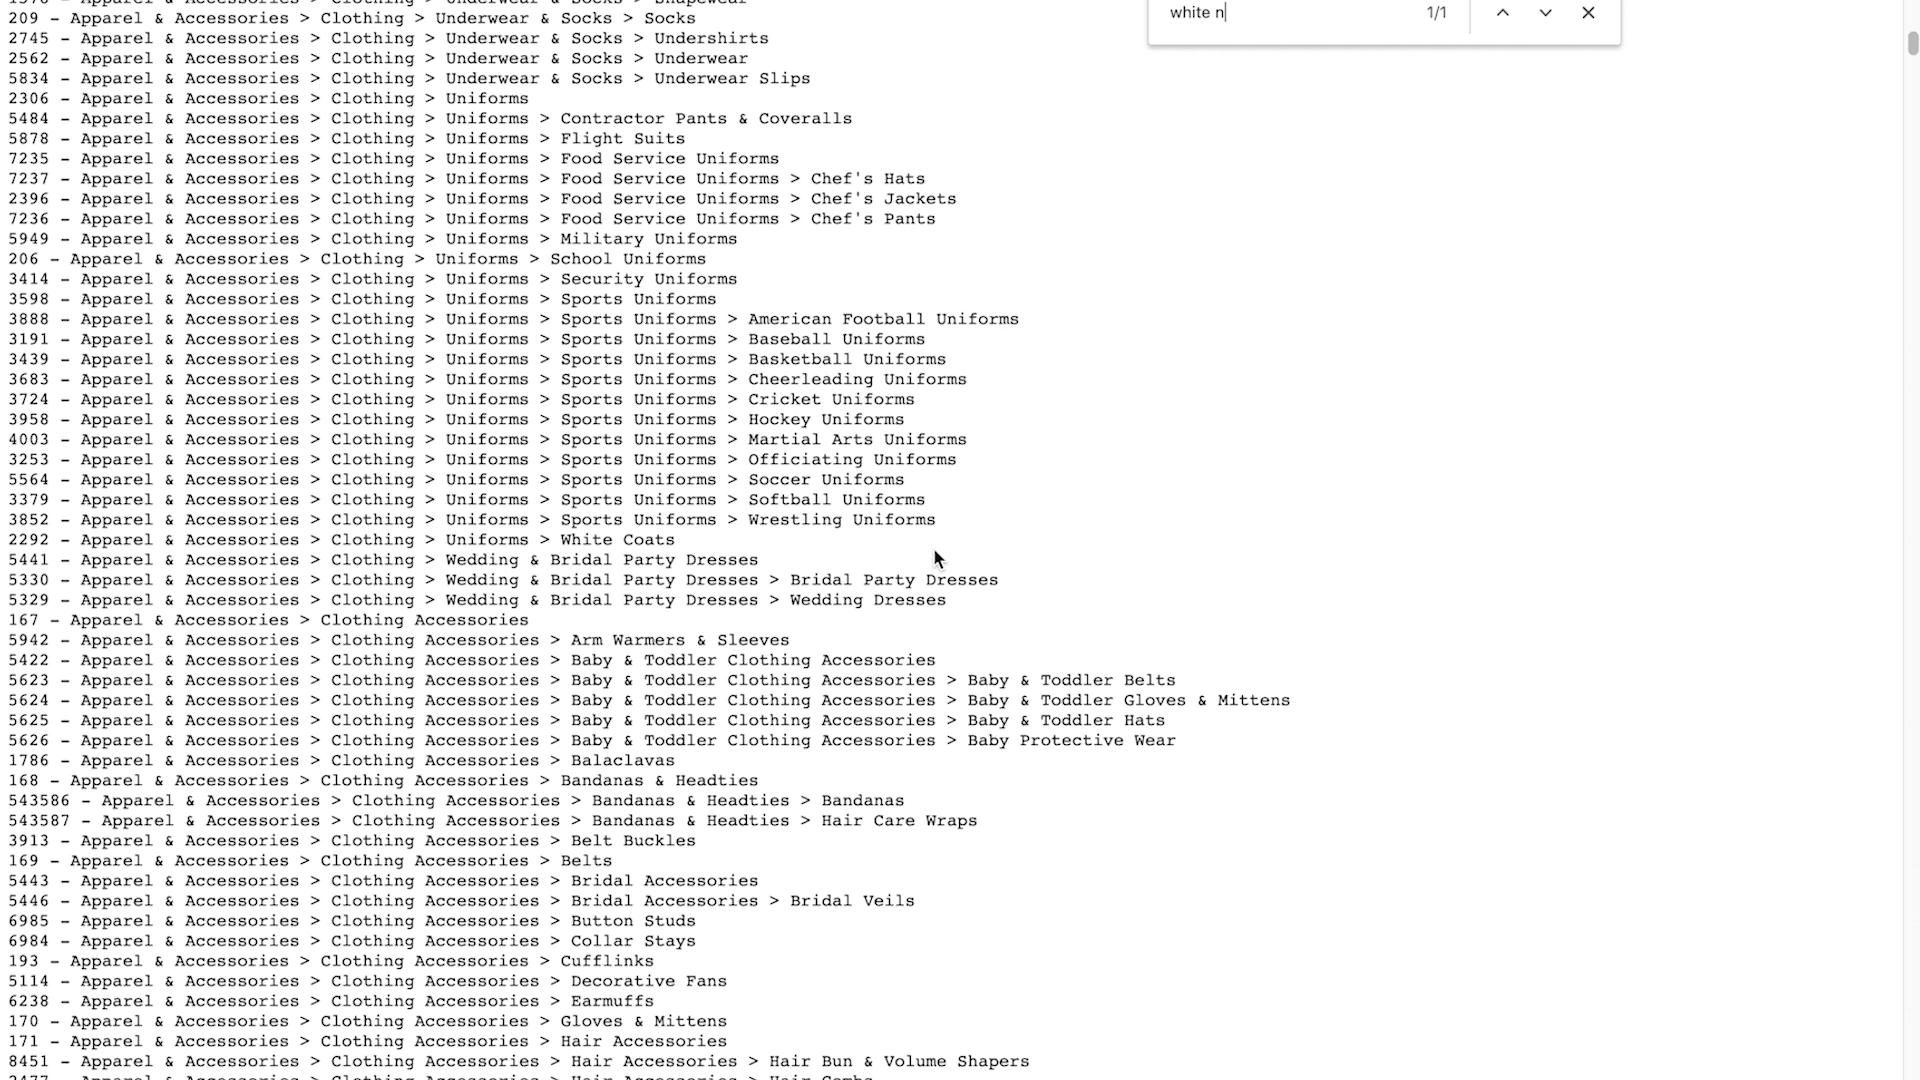 white n
1/1
209 - Apparel & Accessories > Clothing > Underwear & Socks > Socks
2745 - Apparel & Accessories > Clothing > Underwear & Socks > Undershirts
2562 - Apparel & Accessories > Clothing > Underwear & Socks > Underwear
5834 - Apparel & Accessories > Clothing > Underwear & Socks > Underwear Slips
2306 - Apparel & Accessories > Clothing > Uniforms
5484 - Apparel & Accessories > Clothing > Uniforms > Contractor Pants & Coveralls
5878 - Apparel & Accessories > Clothing > Uniforms > Flight Suits
7235 - Apparel & Accessories > Clothing > Uniforms > Food Service Uniforms
7237 - Apparel & Accessories > Clothing > Uniforms > Food Service Uniforms > Chef's Hats
2396 - Apparel & Accessories > Clothing > Uniforms > Food Service Uniforms > Chef's Jackets
7236 - Apparel & Accessories > Clothing > Uniforms > Food Service Uniforms > Chef's Pants
5949 - Apparel & Accessories > Clothing > Uniforms > Military Uniforms
206 - Apparel & Accessories > Clothing > Uniforms > School Uniforms
3414 - Apparel & Accessories > Clothing > Uniforms > Security Uniforms
3598 - Apparel & Accessories > Clothing > Uniforms > Sports Uniforms
3888 - Apparel & Accessories > Clothing > Uniforms > Sports Uniforms > American Football Uniforms
3191 - Apparel & Accessories > Clothing > Uniforms > Sports Uniforms > Baseball Uniforms
3439 - Apparel & Accessories > Clothing > Uniforms > Sports Uniforms > Basketball Uniforms
3683 - Apparel & Accessories > Clothing > Uniforms > Sports Uniforms > Cheerleading Uniforms
3724 - Apparel & Accessories > Clothing > Uniforms > Sports Uniforms > Cricket Uniforms
3958 - Apparel & Accessories > Clothing > Uniforms > Sports Uniforms > Hockey Uniforms
4003 - Apparel & Accessories > Clothing > Uniforms > Sports Uniforms > Martial Arts Uniforms
3253 - Apparel & Accessories > Clothing > Uniforms > Sports Uniforms > Officiating Uniforms
5564 - Apparel & Accessories > Clothing > Uniforms > Sports Uniforms > Soccer Uniforms
3379 - Apparel & Accessories > Clothing > Uniforms > Sports Uniforms > Softball Uniforms
3852 - Apparel & Accessories > Clothing > Uniforms > Sports Uniforms > Wrestling Uniforms
2292 - Apparel & Accessories > Clothing > Uniforms > White Coats
5441 - Apparel & Accessories > Clothing > Wedding & Bridal Party Dresses
5330 - Apparel & Accessories > Clothing > Wedding & Bridal Party Dresses > Bridal Party Dresses
5329 - Apparel & Accessories > Clothing > Wedding & Bridal Party Dresses > Wedding Dresses
167 - Apparel & Accessories > Clothing Accessories
5942 - Apparel & Accessories > Clothing Accessories > Arm Warmers & Sleeves
5422 - Apparel & Accessories > Clothing Accessories > Baby & Toddler Clothing Accessories
5623 - Apparel & Accessories > Clothing Accessories > Baby & Toddler Clothing Accessories > Baby & Toddler Belts
5624 - Apparel & Accessories > Clothing Accessories > Baby & Toddler Clothing Accessories > Baby & Toddler Gloves & Mittens
5625 - Apparel & Accessories > Clothing Accessories > Baby & Toddler Clothing Accessories > Baby & Toddler Hats
5626 - Apparel & Accessories > Clothing Accessories > Baby & Toddler Clothing Accessories > Baby Protective Wear
1786 - Apparel & Accessories > Clothing Accessories > Balaclavas
168 - Apparel & Accessories > Clothing Accessories > Bandanas & Headties
543586 - Apparel & Accessories > Clothing Accessories > Bandanas & Headties > Bandanas
543587 - Apparel & Accessories > Clothing Accessories > Bandanas & Headties > Hair Care Wraps
3913 - Apparel & Accessories > Clothing Accessories > Belt Buckles
169 - Apparel & Accessories > Clothing Accessories > Belts
5443 - Apparel & Accessories > Clothing Accessories > Bridal Accessories
5446 - Apparel & Accessories > Clothing Accessories > Bridal Accessories > Bridal Veils
6985 - Apparel & Accessories > Clothing Accessories > Button Studs
6984 - Apparel & Accessories > Clothing Accessories > Collar Stays
193 - Apparel & Accessories > Clothing Accessories > Cufflinks
5114 - Apparel & Accessories > Clothing Accessories > Decorative Fans
6238 - Apparel & Accessories > Clothing Accessories > Earmuffs
170 - Apparel & Accessories > Clothing Accessories > Gloves & Mittens
171 - Apparel & Accessories > Clothing Accessories > Hair Accessories
8451 - Apparel & Accessories > Clothing Accessories > Hair Accessories > Hair Bun & Volume Shapers